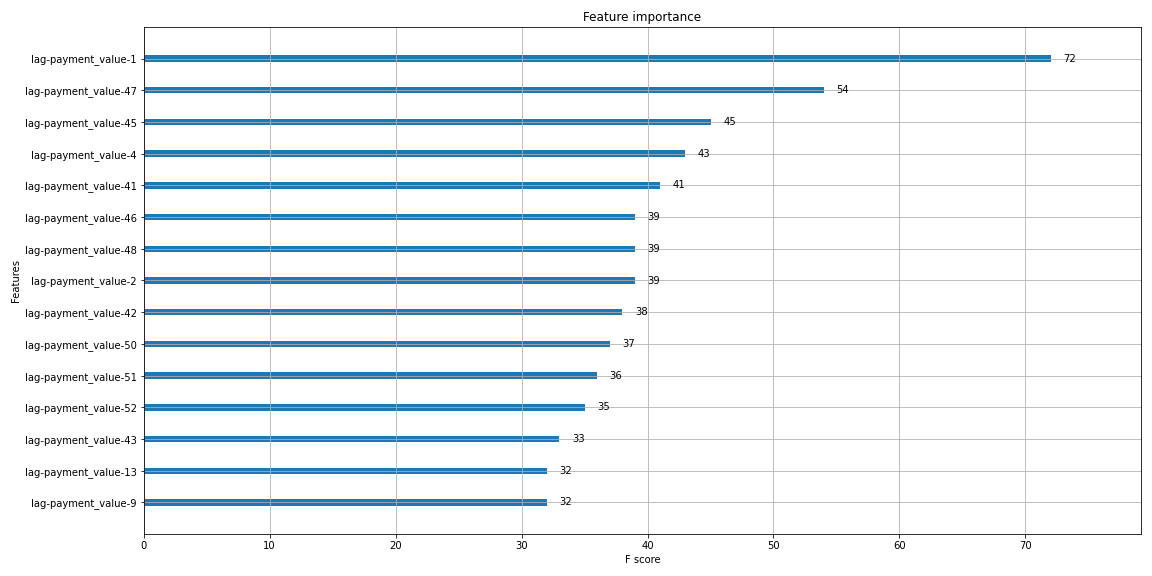 Feature importance
lag-payment_value-1 72
lag-payment_value-47 54
lag-payment_value-45 45
lag-payment_value-4 43
lag-payment_value-41 41
lag-payment_value-46 39
lag-payment_value-48 39
lag-payment_value-2 39
lag-payment_value-42 38
lag-payment_value-50 37
lag-payment_value-51 36
lag-payment_value-52 35
lag-payment_value-43 33
lag-payment_value-13 32
lag-payment_value-9 32
Features
0 10 20 30 40 50 60 70
F score